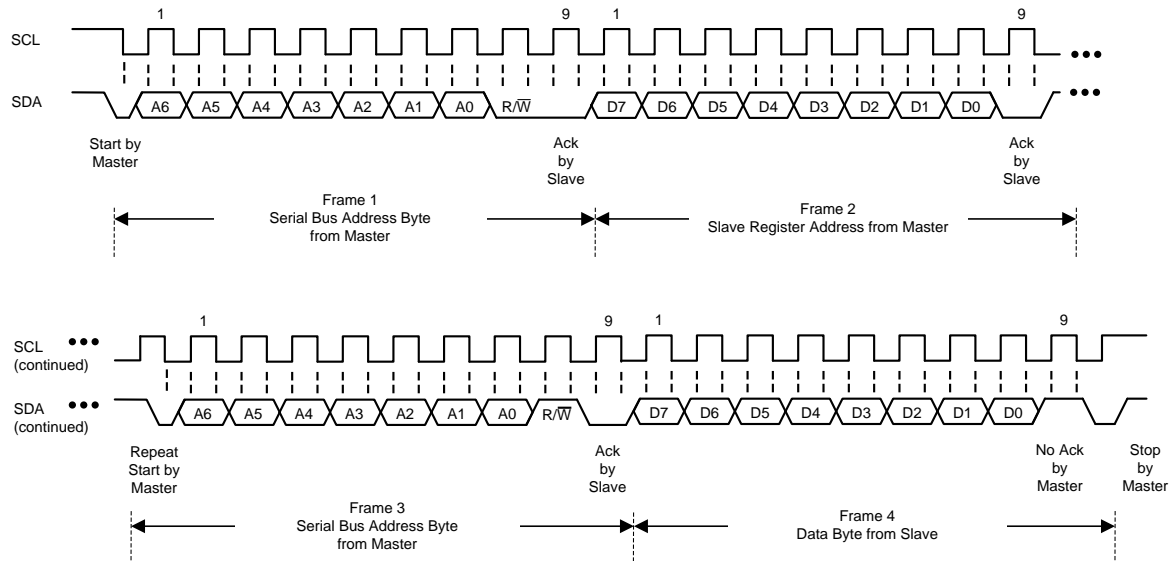 1 9 1 9
SCL
SDA A6 A5 A4 A3 A2 A1 A0 R/W̅ D7 D6 D5 D4 D3 D2 D1 D0
Start by
Master
Ack
by
Slave
Ack
by
Slave
Frame 1
Serial Bus Address Byte
from Master
Frame 2
Slave Register Address from Master
1 9 1 9
SCL
(continued)
SDA
(continued)
A6 A5 A4 A3 A2 A1 A0 R/W̅ D7 D6 D5 D4 D3 D2 D1 D0
Repeat
Start by
Master
Ack
by
Slave
No Ack
by
Master
Stop
by
Master
Frame 3
Serial Bus Address Byte
from Master
Frame 4
Data Byte from Slave